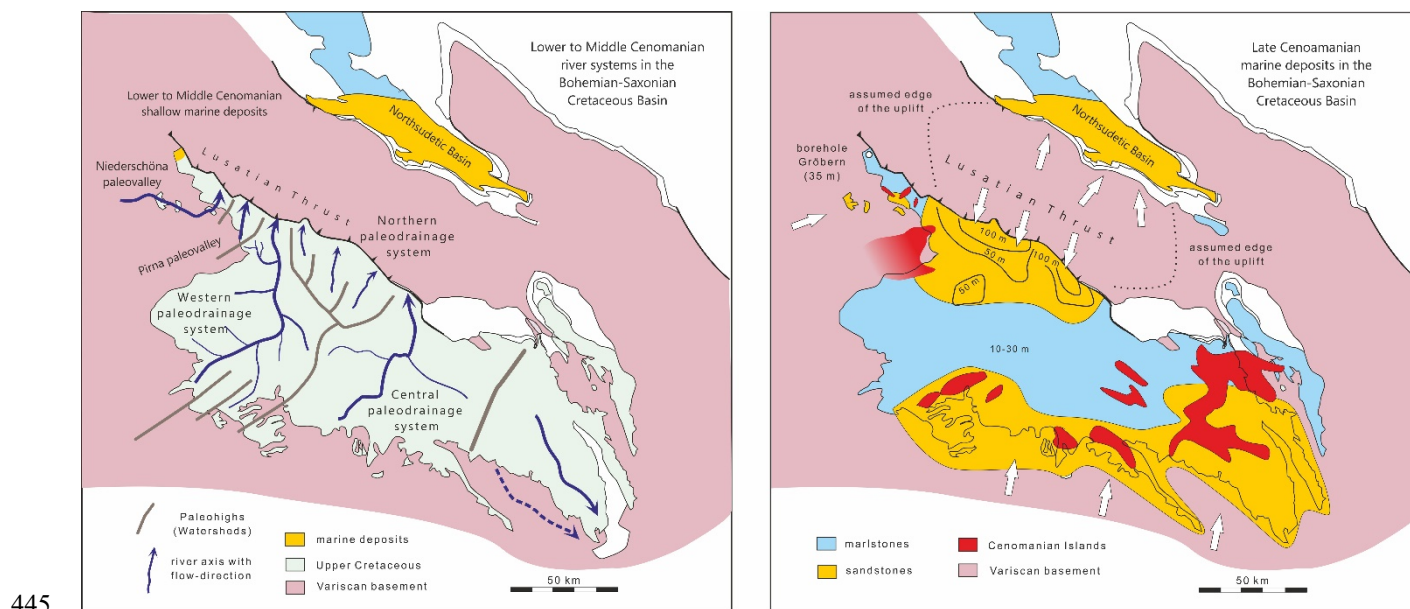 Lower to Middle Cenomanian
river systems in the
Bohemian-Saxonian
Cretaceous Basin
Lower to Middle Cenomanian
shallow marine deposits
Northsudetic Basin
Niederschöna
paleovalley
Lusatian Thrust
Northern
paleodrainage
system
Pirna paleovalley
Western
paleodrainage
system
Central
paleodrainage
system
Paleohighs
(Watersheds)
river axis with
flow-direction
marine deposits
Upper Cretaceous
Variscan basement
50 km
Late Cenoamanian
marine deposits in the
Bohemian-Saxonian
Cretaceous Basin
assumed edge
of the uplift
Northsudetic Basin
borehole
Gröbern
(35 m)
Lusatian Thrust
assumed edge
of the uplift
100 m
50 m
100 m
50 m
10-30 m
marlstones
sandstones
Cenomanian Islands
Variscan basement
50 km
445